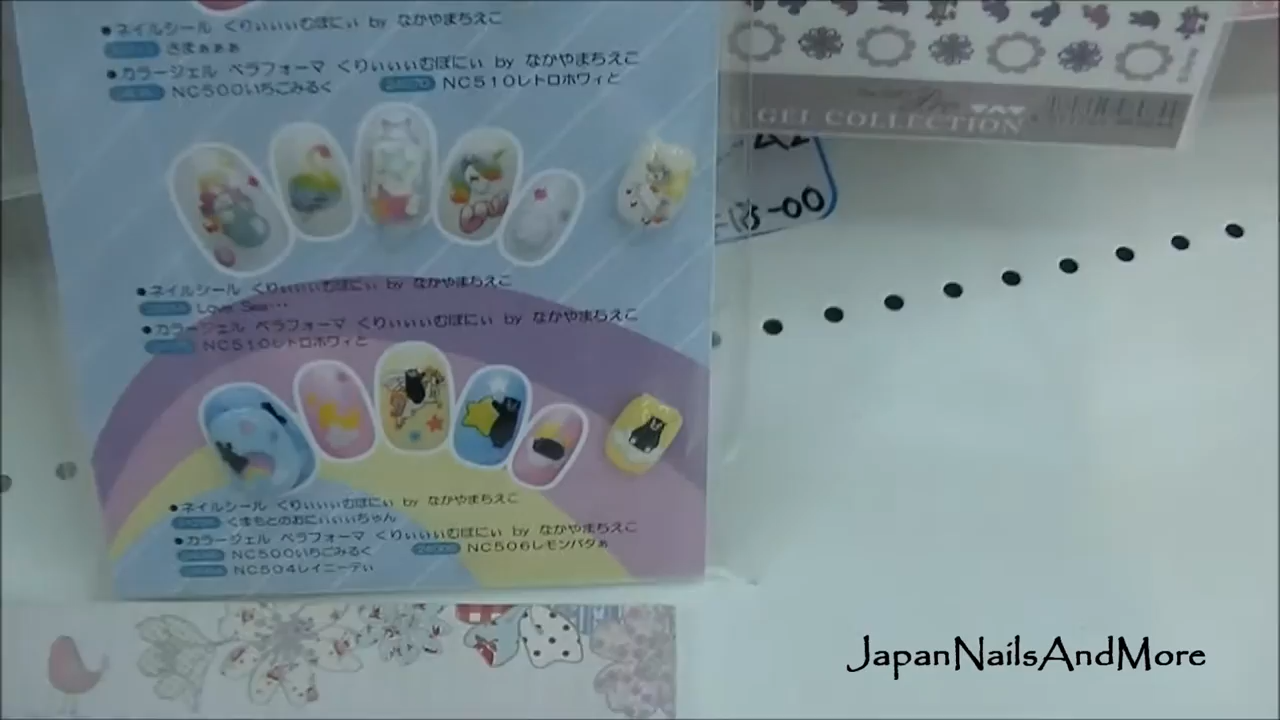 ●ネイルシール くりぃぃぃむぽにぃ by なかやまちえこ
さまぁぁぁ
●カラージェル ベラフォーマ くりぃぃぃむぽにぃ by なかやまちえこ
NC500いちごみるく NC510レトロホワイと
GEL COLLECTION
-00
●ネイルシール くりぃぃぃむぽにぃ by なかやまちえこ
Love Sea…
●カラージェル ベラフォーマ くりぃぃぃむぽにぃ by なかやまちえこ
NC510レトロホワイと
●ネイルシール くりぃぃぃむぽにぃ by なかやまちえこ
くまもとのおにぃぃぃちゃん
●カラージェル ベラフォーマ くりぃぃぃむぽにぃ by なかやまちえこ
NC500いちごみるく NC506レモンバタぁ
NC504レイニーでぃ
JapanNailsAndMore